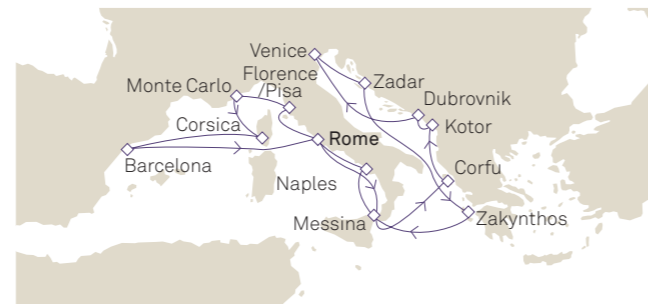 Venice
Monte Carlo
Florence
/Pisa
Zadar
Dubrovnik
Corsica
Rome
Kotor
Barcelona
Naples
Corfu
Messina
Zakynthos